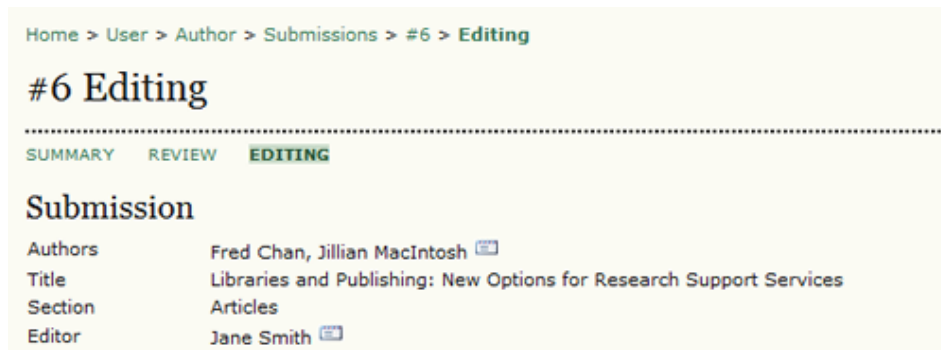 Home > User > Author > Submissions > #6 > Editing
#6 Editing
SUMMARY REVIEW EDITING
Submission
Authors Fred Chan, Jillian MacIntosh
Title Libraries and Publishing: New Options for Research Support Services
Section Articles
Editor Jane Smith